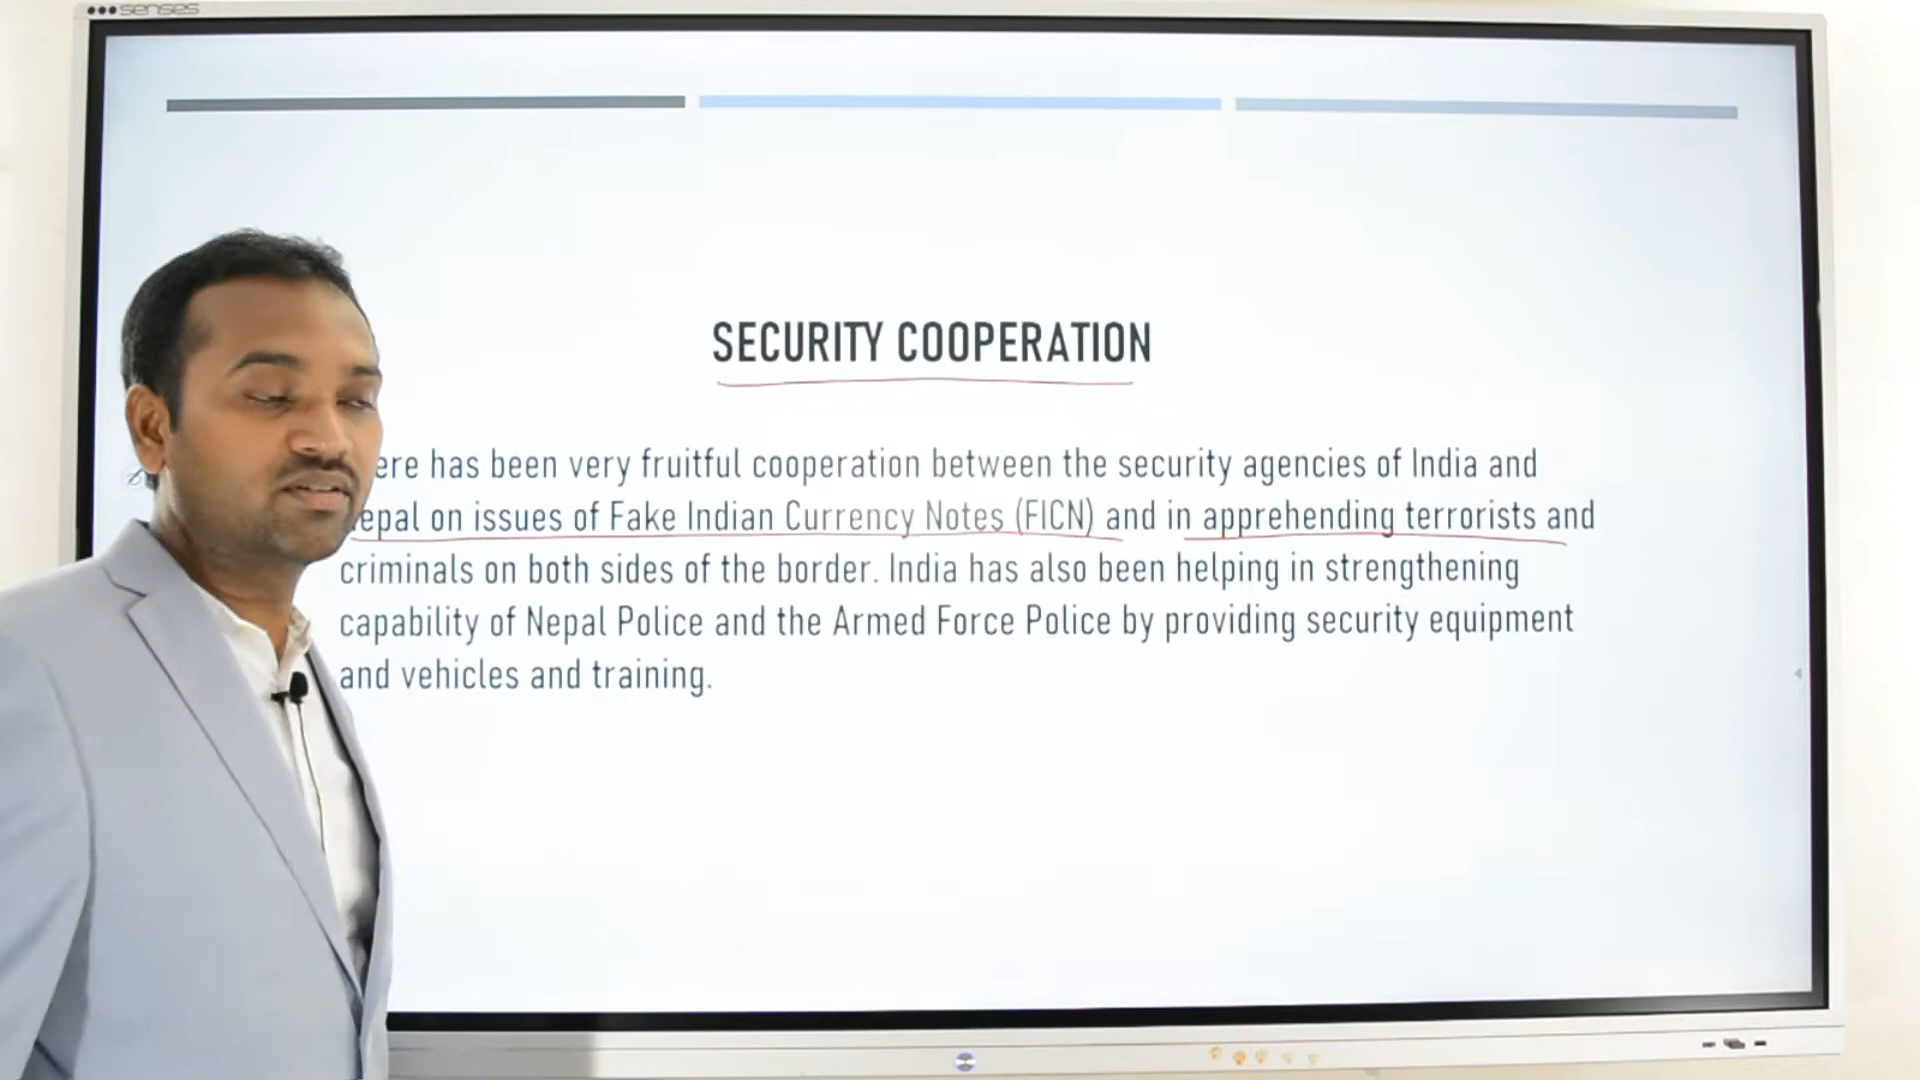 senses
SECURITY COOPERATION
ere has been very fruitful cooperation between the security agencies of India and
epal on issues of Fake Indian Currency Notes (FICN) and in apprehending terrorists and
criminals on both sides of the border. India has also been helping in strengthening
capability of Nepal Police and the Armed Force Police by providing security equipment
and vehicles and training.